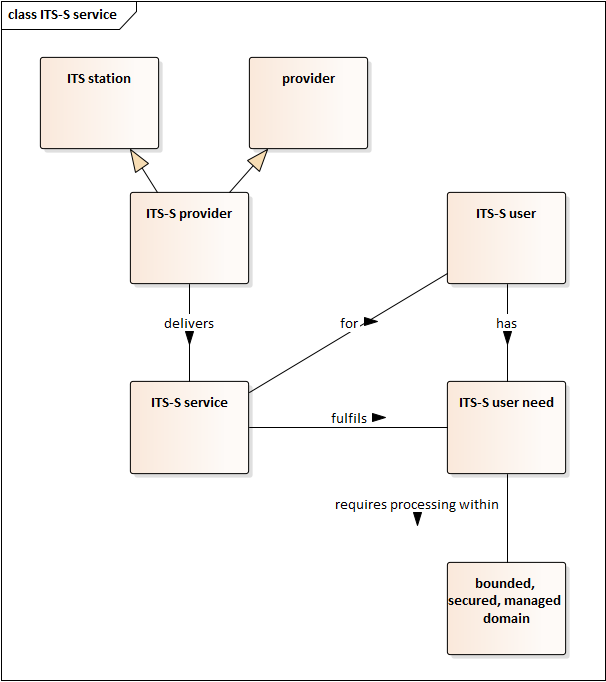 class ITS-S service
ITS station
provider
ITS-S provider
ITS-S user
delivers
for
has
ITS-S service
ITS-S user need
fulfils
requires processing within
bounded,
secured, managed
domain